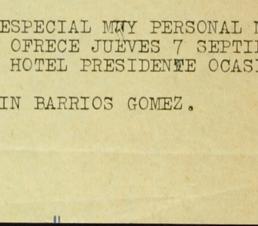 ESPECIAL MUY PERSONAL
OFRECE JUEVES 7 SEPTI
HOTEL PRESIDENTE OCASI
IN BARRIOS GOMEZ.